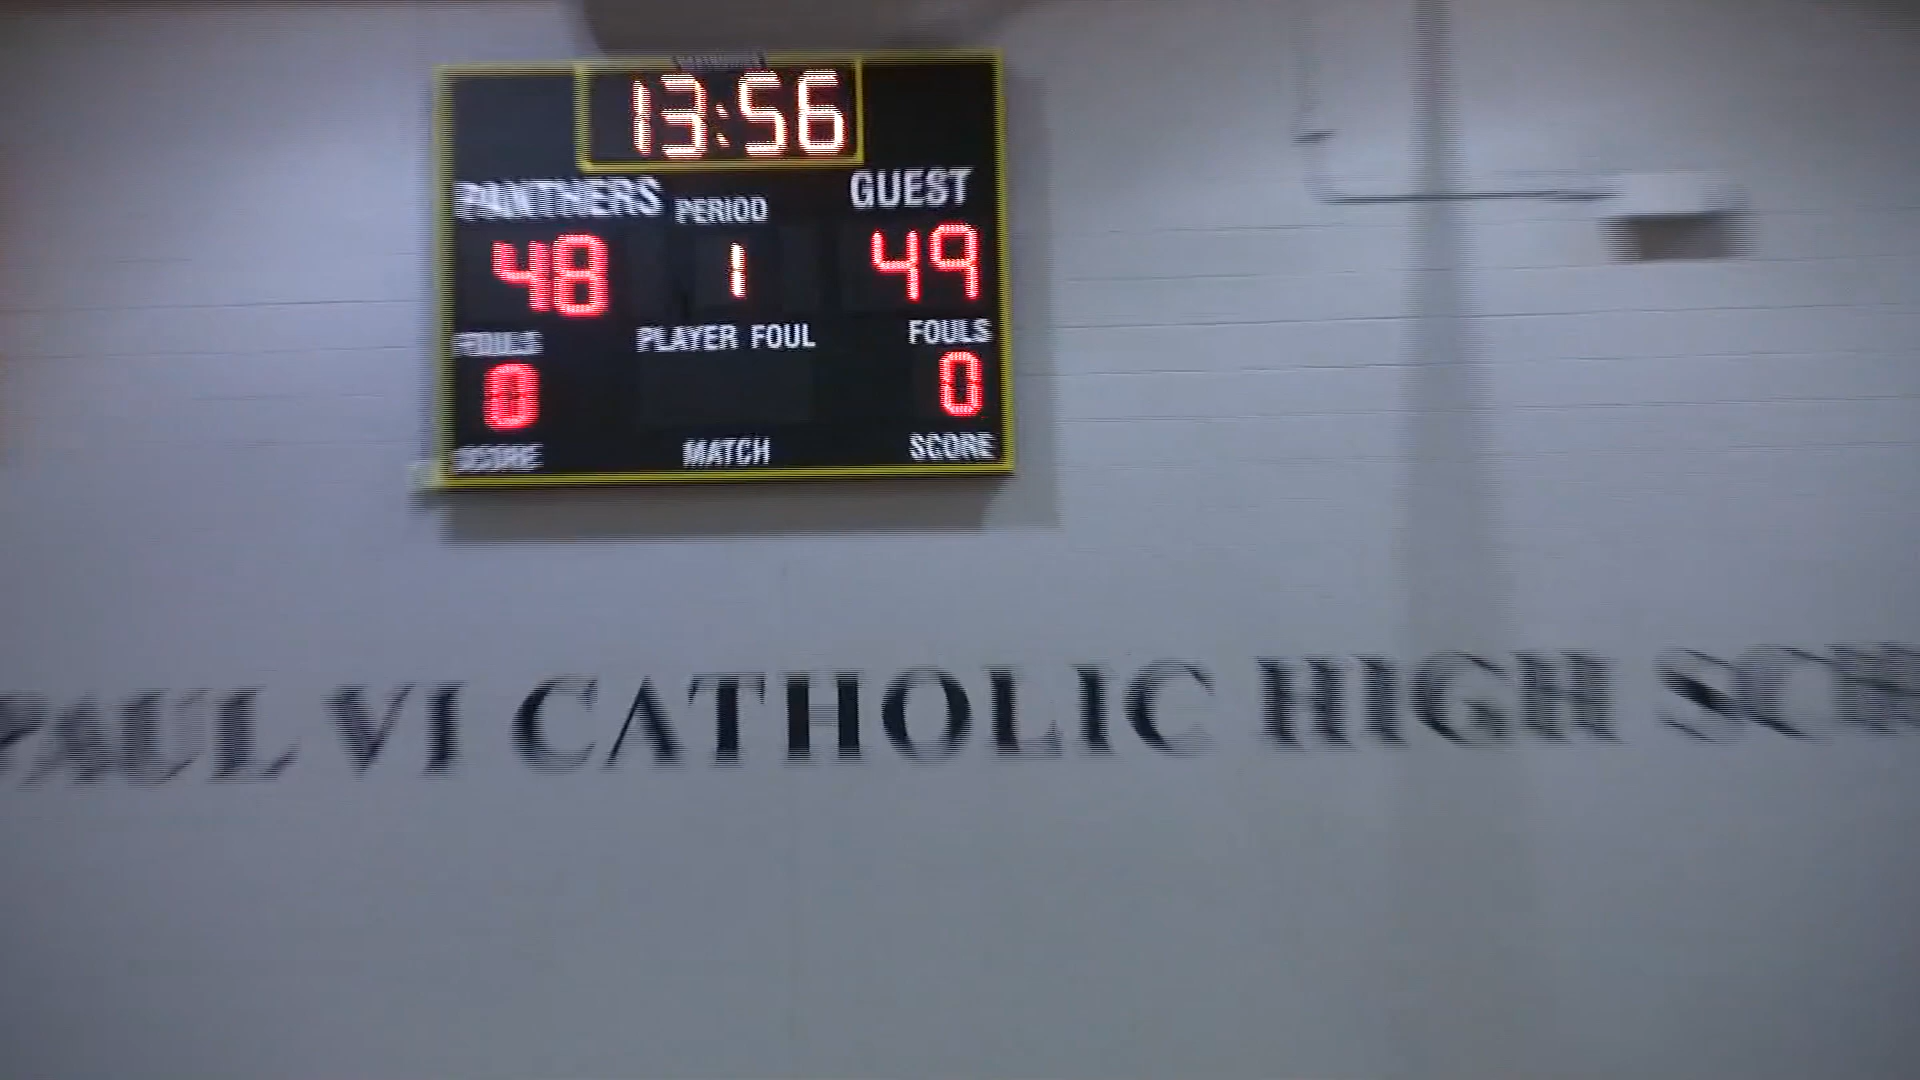 13:56
PANTHERS PERIOD GUEST
48 1 49
FOULS PLAYER FOUL FOULS
0 0
SCORE MATCH SCORE
PAUL VI CATHOLIC HIGH SCH